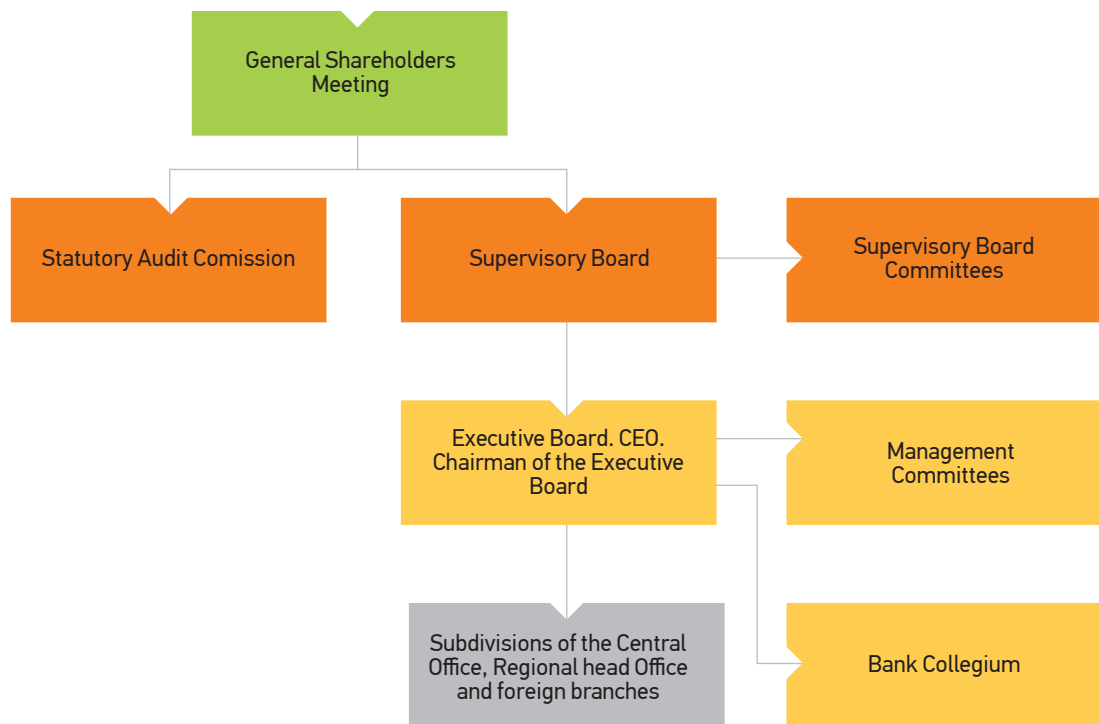 General Shareholders
Meeting
Statutory Audit Comission
Supervisory Board
Supervisory Board
Committees
Executive Board. CEO.
Chairman of the Executive
Board
Management
Committees
Subdivisions of the Central
Office, Regional head Office
and foreign branches
Bank Collegium